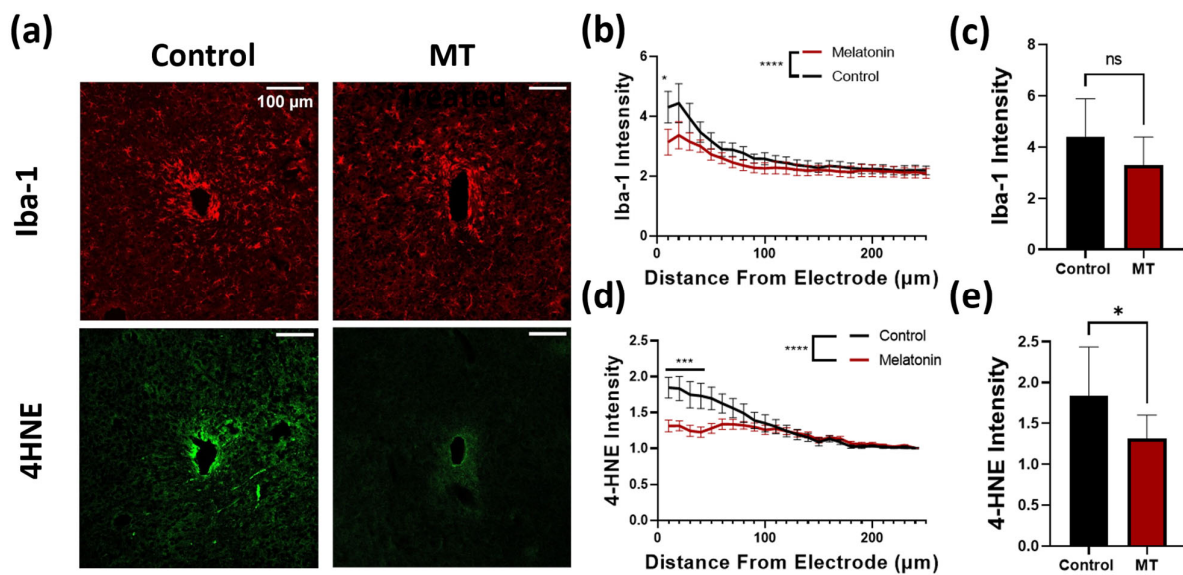 (a)
Control
MT
Iba-1
100 µm
Treated
4HNE
(b)
Melatonin
Control
****
*
Iba-1 Intesnsity
6
4
2
0
0
100
200
Distance From Electrode (µm)
(c)
ns
Iba-1 Intensity
8
6
4
2
0
Control
MT
(d)
Control
Melatonin
****
***
4-HNE Intensity
2.5
2.0
1.5
1.0
0.5
0.0
0
100
200
Distance From Electrode (µm)
(e)
*
4-HNE Intensity
2.5
2.0
1.5
1.0
0.5
0.0
Control
MT